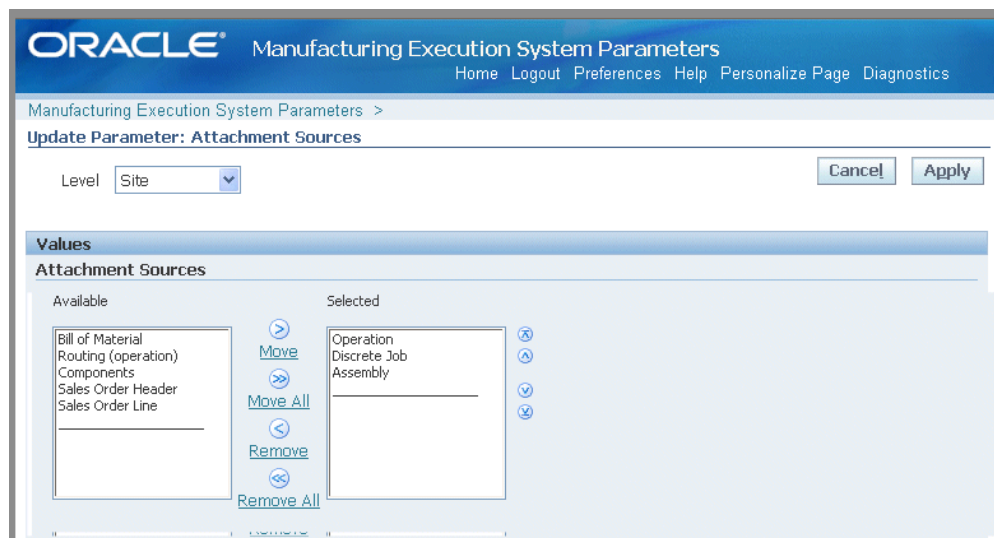 ORACLE® Manufacturing Execution System Parameters
Home Logout Preferences Help Personalize Page Diagnostics
Manufacturing Execution System Parameters >
Update Parameter: Attachment Sources
Level Site Cancel Apply
Values
Attachment Sources
Available Selected
Bill of Material
Routing (operation)
Components
Sales Order Header
Sales Order Line
Move
Move All
Remove
Remove All
Operation
Discrete Job
Assembly